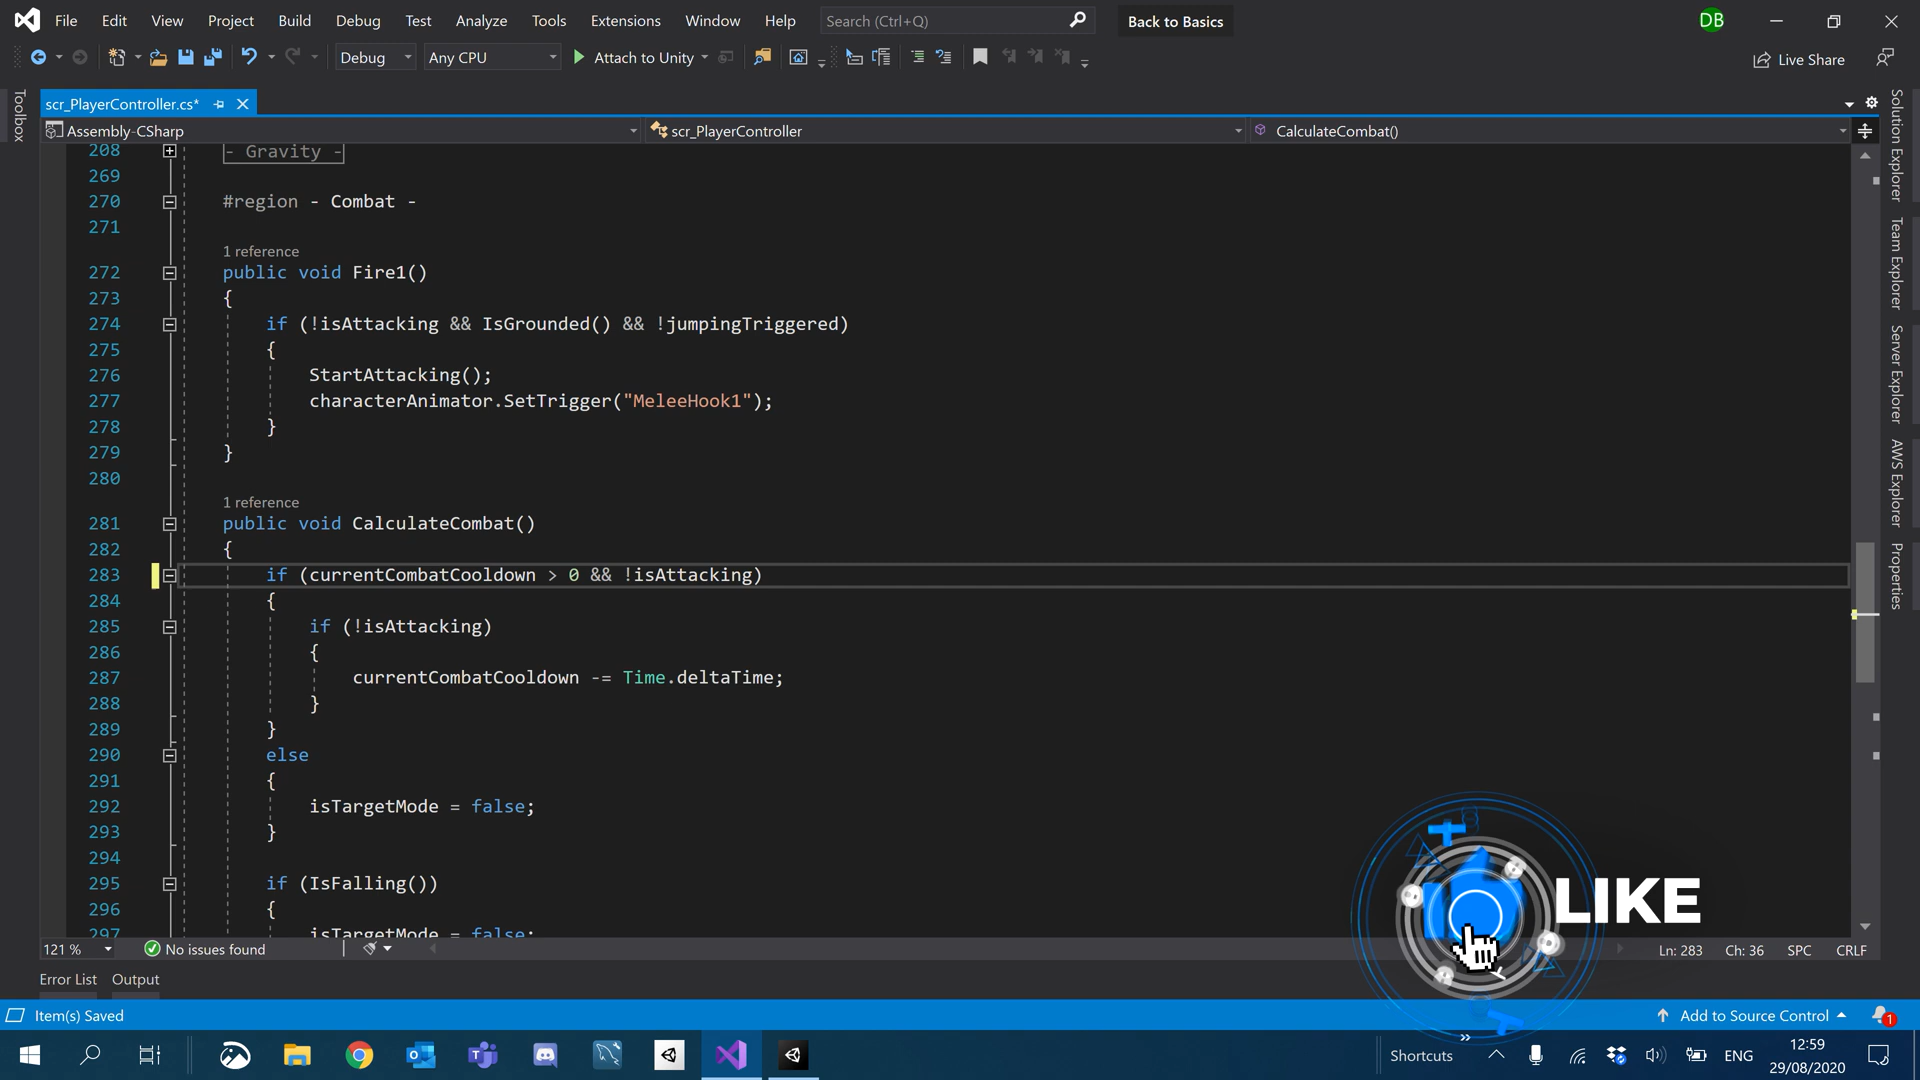 File Edit View Project Build Debug Test Analyze Tools Extensions Window Help Search (Ctrl+Q) Back to Basics DB
Debug Any CPU Attach to Unity Live Share
Toolbox
scr_PlayerController.cs*
Assembly-CSharp scr_PlayerController CalculateCombat()
208 - Gravity -
269
270 #region - Combat -
271
1 reference
272 public void Fire1()
273 {
274 if (!isAttacking && IsGrounded() && !jumpingTriggered)
275 {
276 StartAttacking();
277 characterAnimator.SetTrigger("MeleeHook1");
278 }
279 }
280
1 reference
281 public void CalculateCombat()
282 {
283 if (currentCombatCooldown > 0 && !isAttacking)
284 {
285 if (!isAttacking)
286 {
287 currentCombatCooldown -= Time.deltaTime;
288 }
289 }
290 else
291 {
292 isTargetMode = false;
293 }
294
295 if (IsFalling())
296 {
297 isTargetMode = false;
Solution Explorer
Team Explorer
Server Explorer
AWS Explorer
Properties
LIKE
121 % No issues found Ln: 283 Ch: 36 SPC CRLF
Error List Output
Item(s) Saved Add to Source Control 1
Shortcuts ENG 12:59
29/08/2020